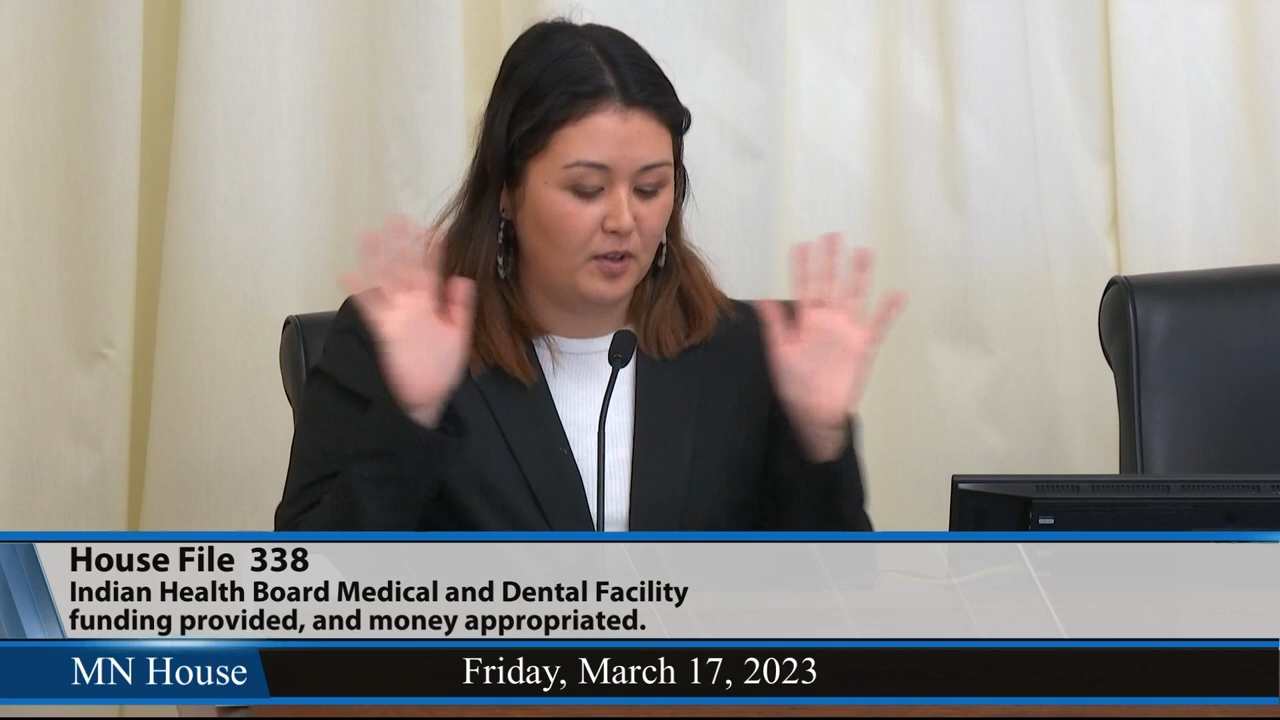 House File 338
Indian Health Board Medical and Dental Facility
funding provided, and money appropriated.
MN House
Friday, March 17, 2023